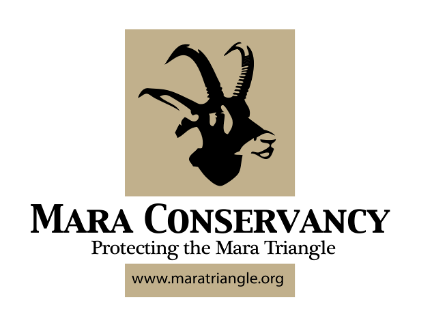 MARA CONSERVANCY
Protecting the Mara Triangle
www.maratriangle.org